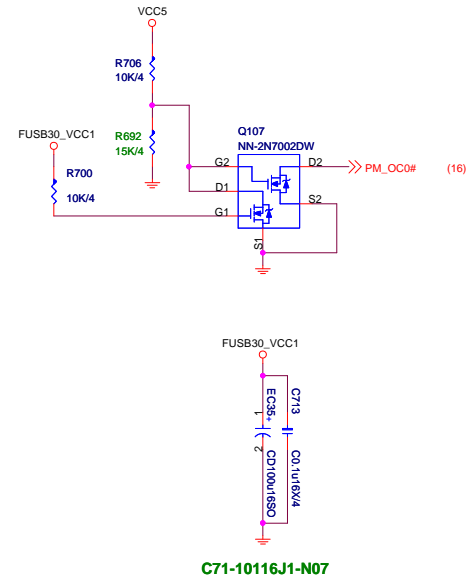 VCC5
R706
10K/4
R692
15K/4
FUSB30_VCC1
R700
10K/4
Q107
NN-2N7002DW
G2
D2
D1
S2
G1
S1
PM_OC0#
(16)
FUSB30_VCC1
C713
C0.1u16X/4
1
EC35+
2
CD100u16SO
C71-10116J1-N07